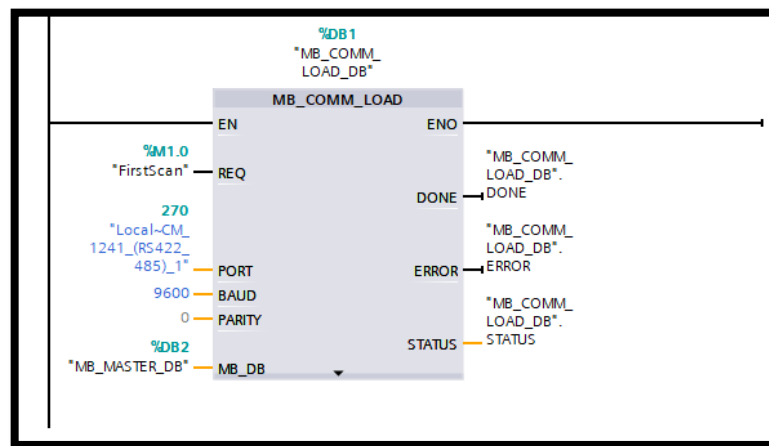 %DB1
"MB_COMM_
LOAD_DB"
MB_COMM_LOAD
EN
ENO
%M1.0
"FirstScan"
REQ
"MB_COMM_
LOAD_DB".
DONE
DONE
270
"Local~CM_
1241_(RS422_
485)_1"
PORT
"MB_COMM_
LOAD_DB".
ERROR
ERROR
9600
BAUD
0
PARITY
"MB_COMM_
LOAD_DB".
STATUS
STATUS
%DB2
"MB_MASTER_DB"
MB_DB